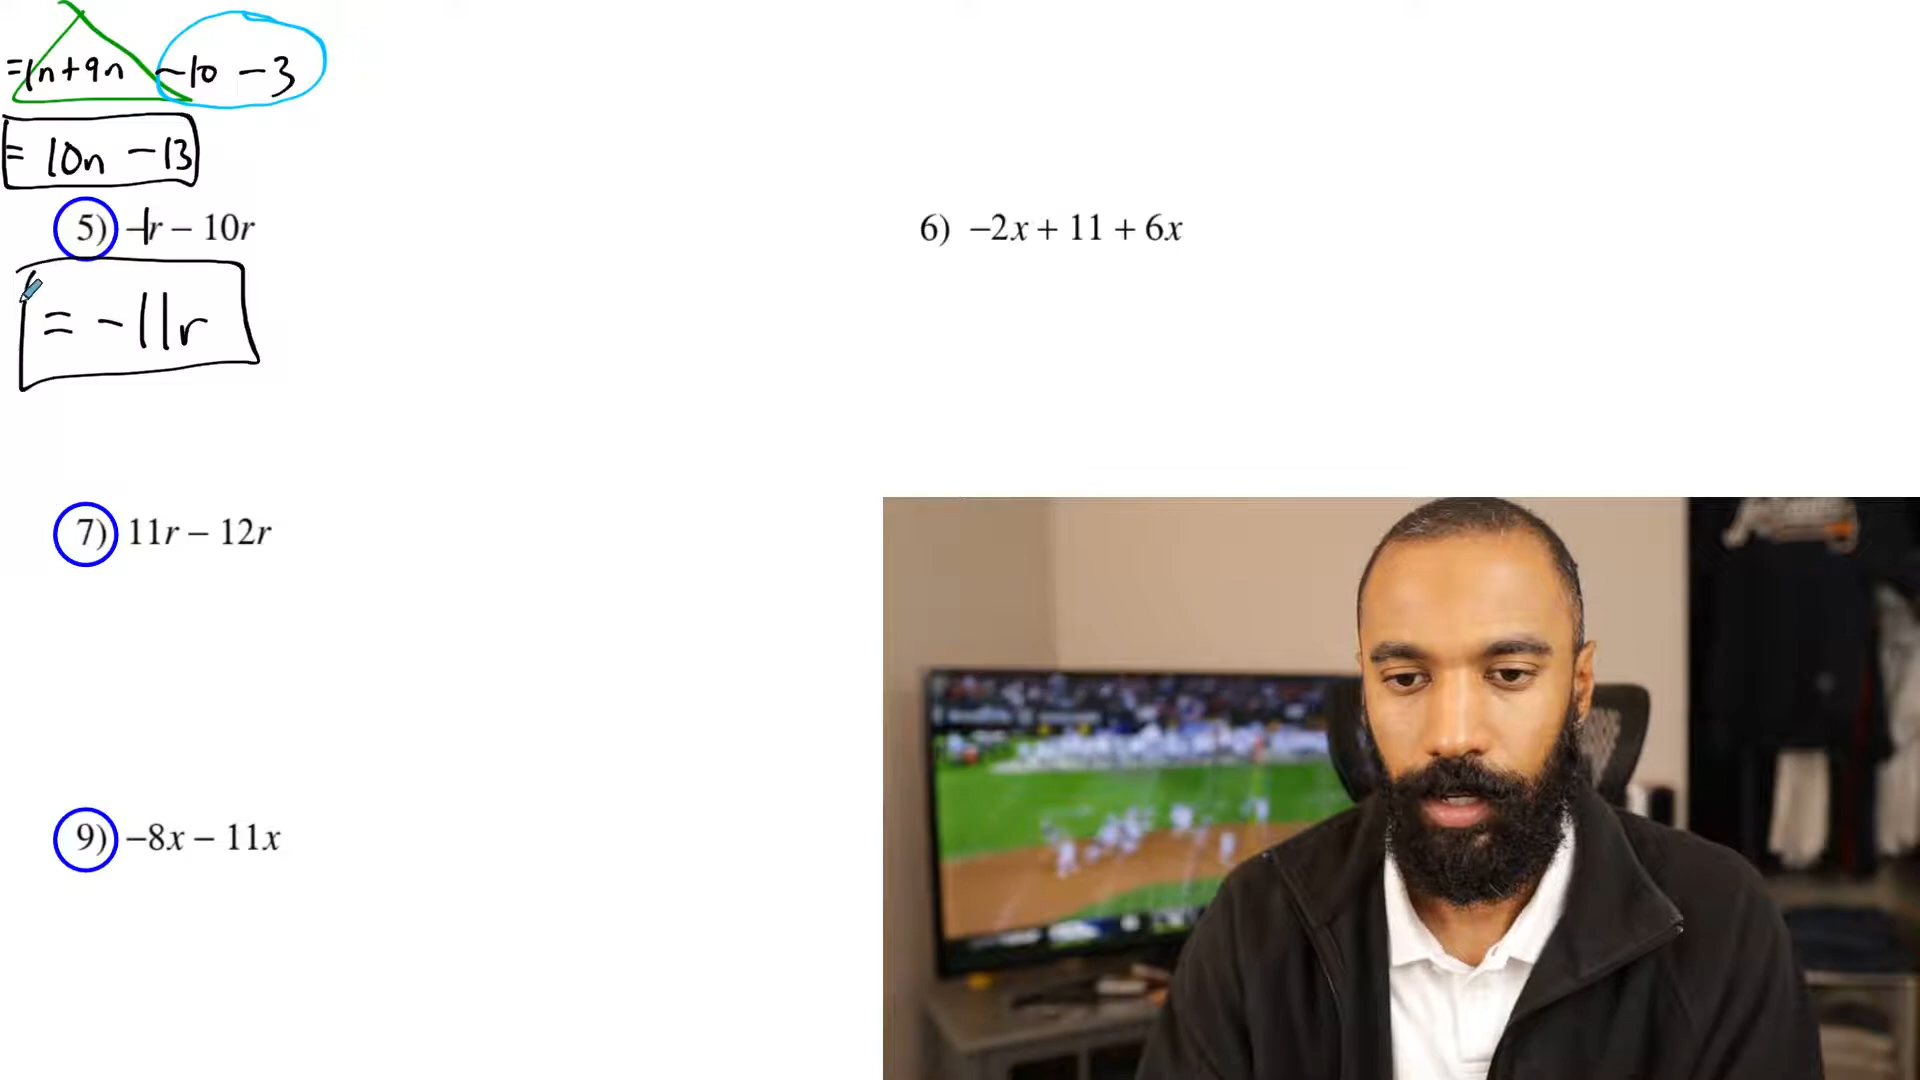 =1n+9n -10 -3
= 10n -13
5) -1r – 10r
6) –2x + 11 + 6x
= -11r
7) 11r – 12r
9) –8x – 11x